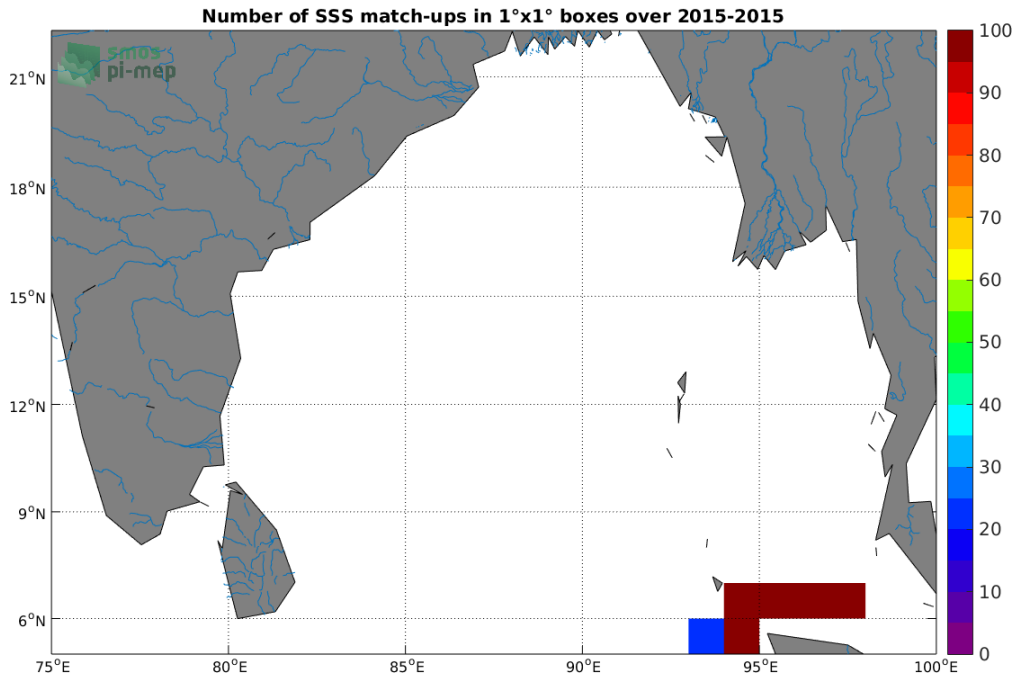 Number of SSS match-ups in 1°x1° boxes over 2015-2015
smos
pi-mep
21°N
18°N
15°N
12°N
9°N
6°N
75°E
80°E
85°E
90°E
95°E
100°E
100
90
80
70
60
50
40
30
20
10
0